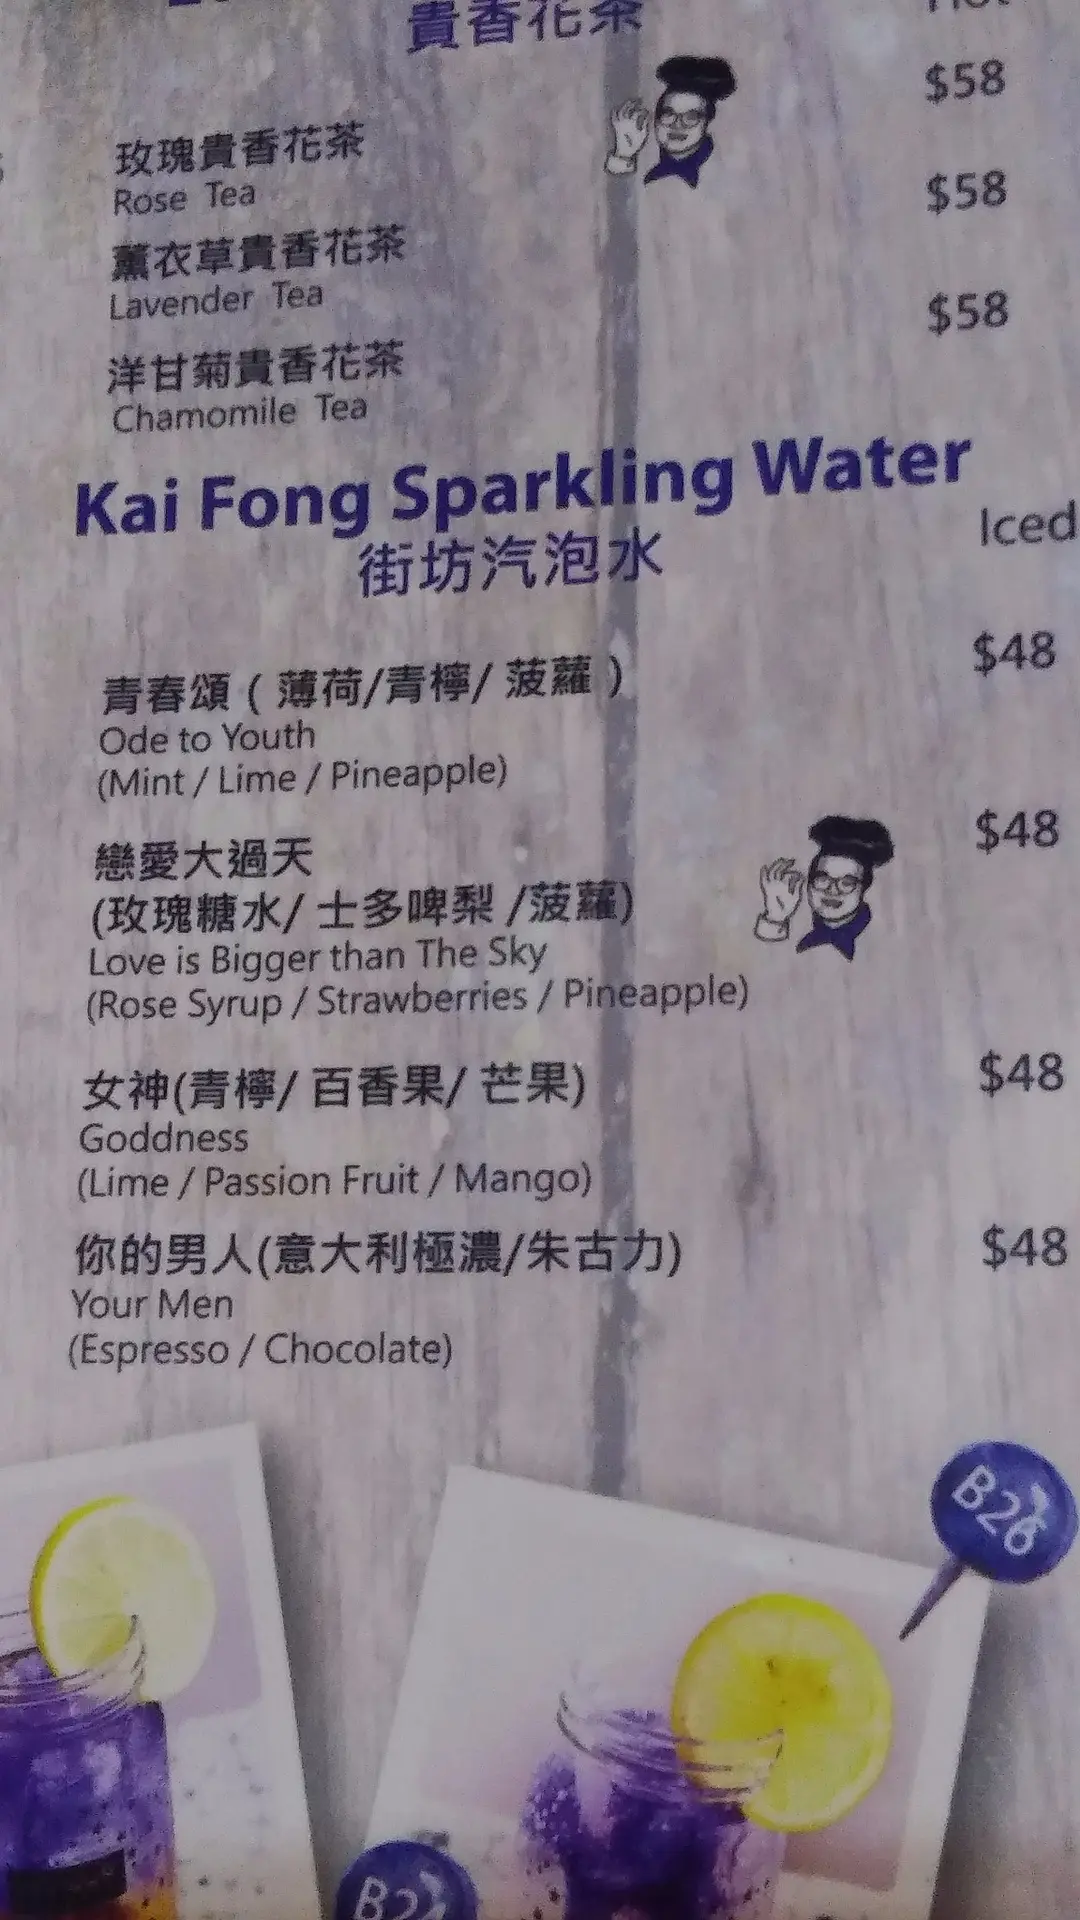 貴香花茶
Hot
$58
玫瑰貴香花茶
Rose Tea
$58
薰衣草貴香花茶
Lavender Tea
$58
洋甘菊貴香花茶
Chamomile Tea
Kai Fong Sparkling Water
Iced
街坊汽泡水
青春頌 ( 薄荷/青檸/ 菠蘿 )
$48
Ode to Youth
(Mint / Lime / Pineapple)
戀愛大過天
$48
(玫瑰糖水/ 士多啤梨 /菠蘿)
Love is Bigger than The Sky
(Rose Syrup / Strawberries / Pineapple)
女神(青檸/ 百香果/ 芒果)
$48
Goddness
(Lime / Passion Fruit / Mango)
你的男人(意大利極濃/朱古力)
$48
Your Men
(Espresso / Chocolate)
B26